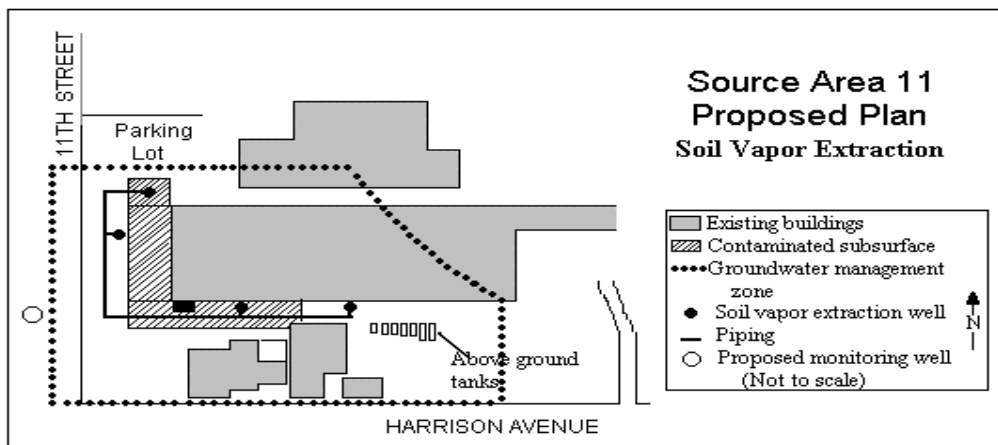 Source Area 11
Proposed Plan
Soil Vapor Extraction
11TH STREET
Parking
Lot
Above ground
tanks
HARRISON AVENUE
Existing buildings
Contaminated subsurface
Groundwater management
zone
Soil vapor extraction well
Piping
Proposed monitoring well
(Not to scale)
N